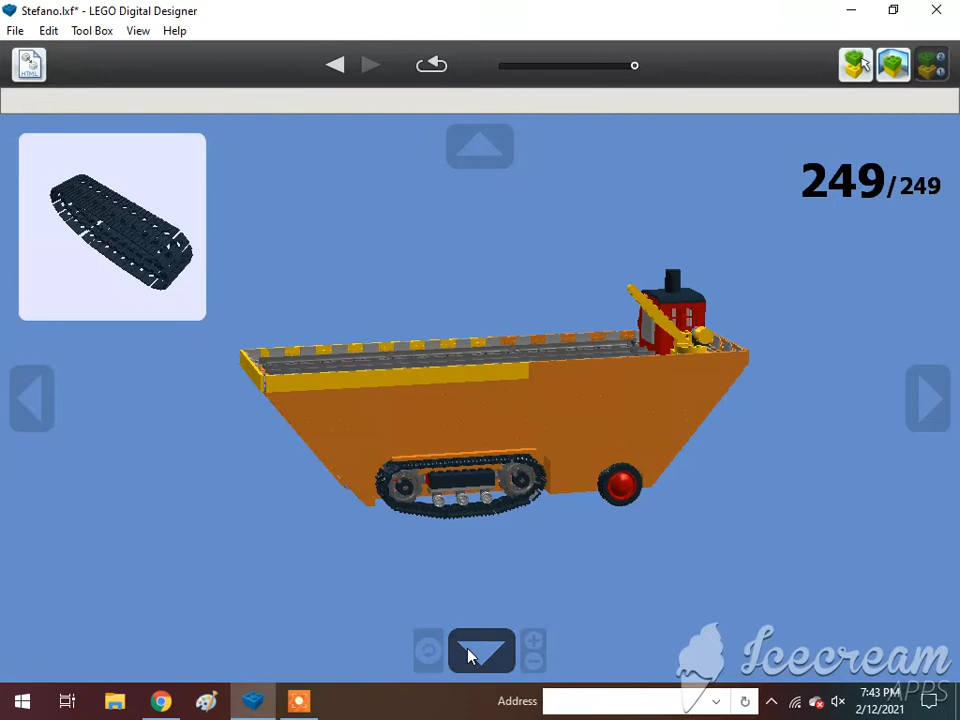 Stefano.lxf* - LEGO Digital Designer
File Edit Tool Box View Help
HTML
249/249
Icecream
APPS
Address
7:43 PM
2/12/2021